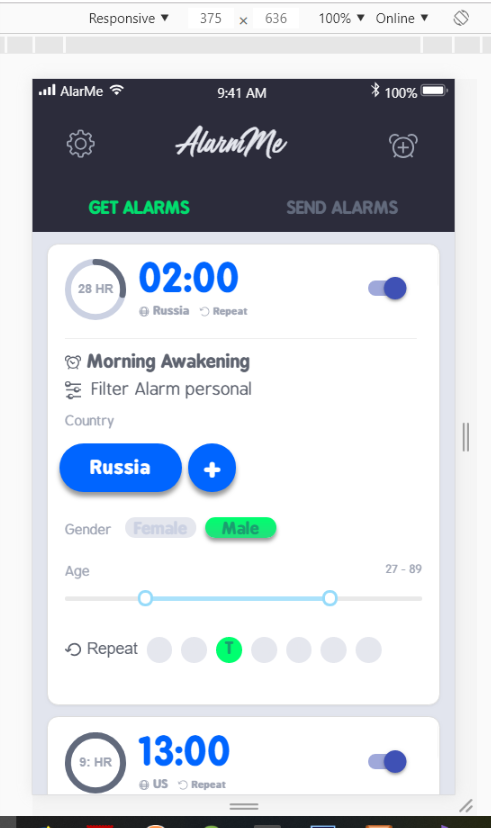 Responsive ▼ 375 × 636 100% ▼ Online ▼
AlarMe 9:41 AM 100%
AlarmMe
GET ALARMS SEND ALARMS
28 HR 02:00
Russia Repeat
Morning Awakening
Filter Alarm personal
Country
Russia +
Gender Female Male
Age 27 - 89
Repeat T
9: HR 13:00
US Repeat